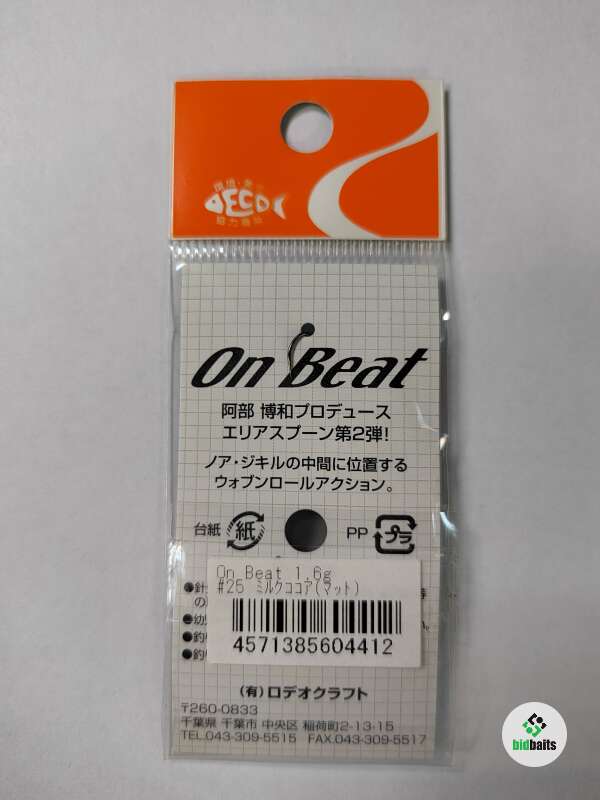 環境・
DECOY
協力
On Beat
阿部 博和プロデュース
エリアスプーン第2弾!
ノア・ジキルの中間に位置する
ウォブンロールアクション。
台紙 紙 PP プラ
On Beat 1.6g
#25 ミルクココア(マット)
4571385604412
(有) ロデオクラフト
〒260-0833
千葉県 千葉市 中央区 稲荷町2-13-15
TEL.043-309-5515 FAX.043-309-5517
bidbaits